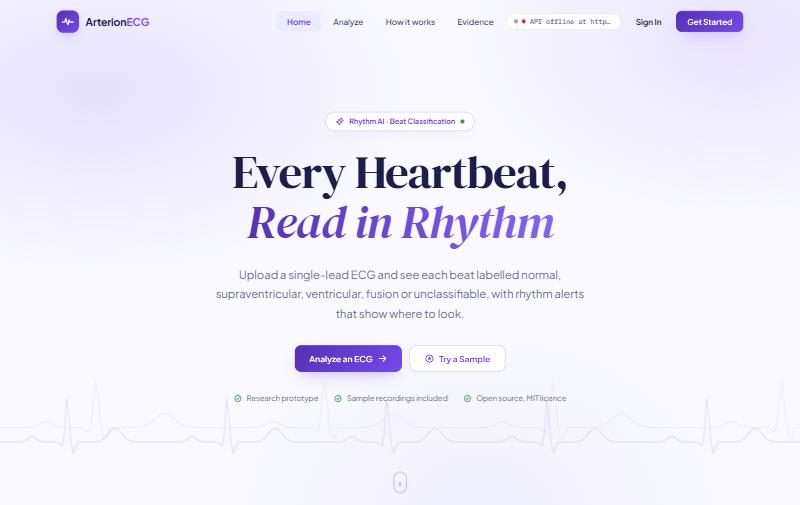 ArterionECG
Home
Analyze
How it works
Evidence
API offline at http…
Sign In
Get Started
Rhythm AI · Beat Classification
Every Heartbeat,
Read in Rhythm
Upload a single-lead ECG and see each beat labelled normal,
supraventricular, ventricular, fusion or unclassifiable, with rhythm alerts
that show where to look.
Analyze an ECG
Try a Sample
Research prototype
Sample recordings included
Open source, MIT licence